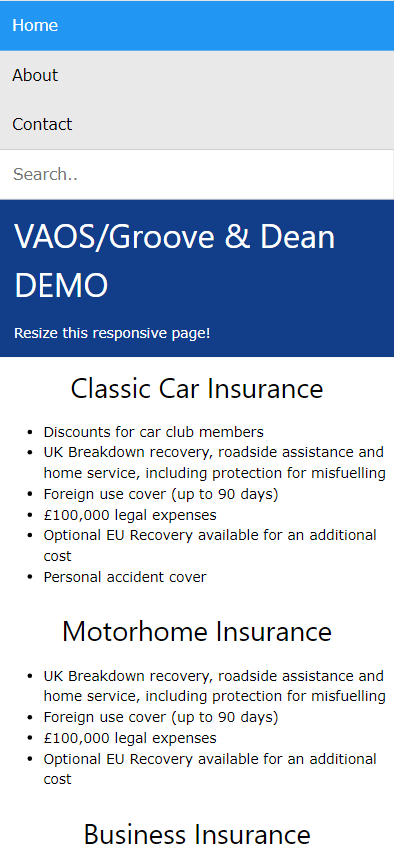 Home
About
Contact
Search..
VAOS/Groove & Dean
DEMO
Resize this responsive page!
Classic Car Insurance
• Discounts for car club members
• UK Breakdown recovery, roadside assistance and
home service, including protection for misfuelling
• Foreign use cover (up to 90 days)
• £100,000 legal expenses
• Optional EU Recovery available for an additional
cost
• Personal accident cover
Motorhome Insurance
• UK Breakdown recovery, roadside assistance and
home service, including protection for misfuelling
• Foreign use cover (up to 90 days)
• £100,000 legal expenses
• Optional EU Recovery available for an additional
cost
Business Insurance